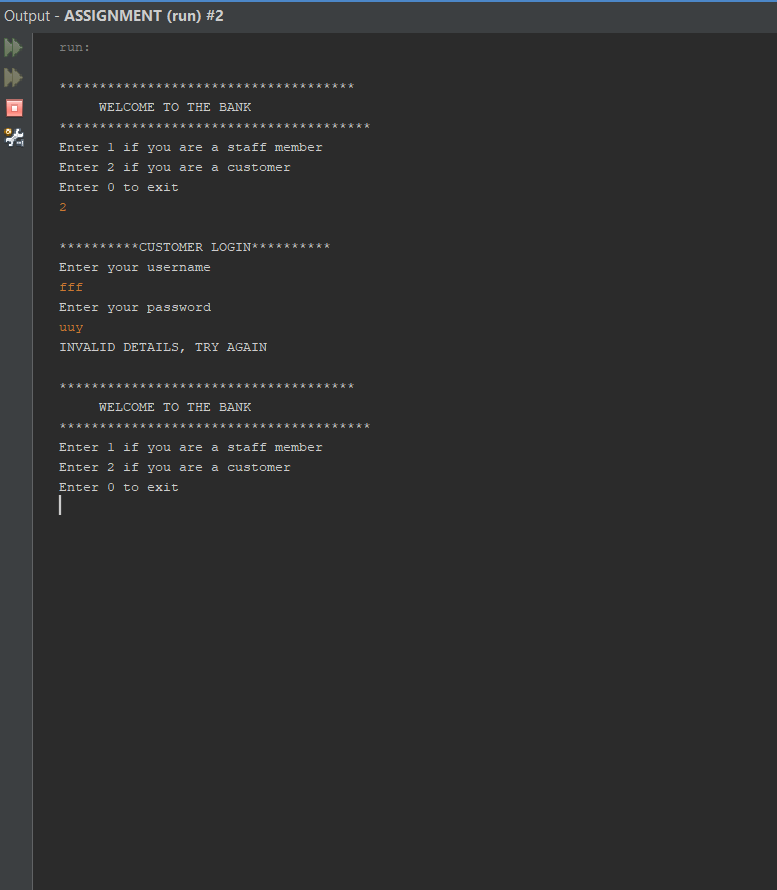 Output - ASSIGNMENT (run) #2
run:
*************************************
WELCOME TO THE BANK
***************************************
Enter 1 if you are a staff member
Enter 2 if you are a customer
Enter 0 to exit
2
**********CUSTOMER LOGIN**********
Enter your username
fff
Enter your password
uuy
INVALID DETAILS, TRY AGAIN
*************************************
WELCOME TO THE BANK
***************************************
Enter 1 if you are a staff member
Enter 2 if you are a customer
Enter 0 to exit